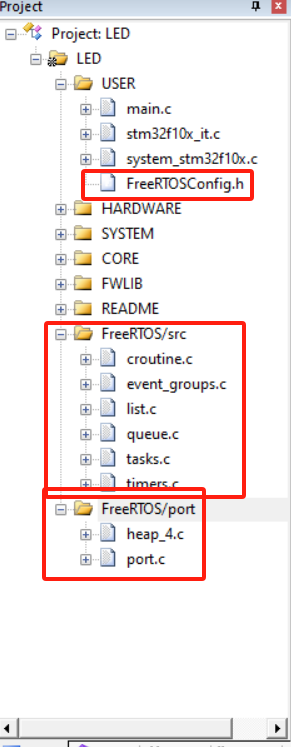 Project
Project: LED
LED
USER
main.c
stm32f10x_it.c
system_stm32f10x.c
FreeRTOSConfig.h
HARDWARE
SYSTEM
CORE
FWLIB
README
FreeRTOS/src
croutine.c
event_groups.c
list.c
queue.c
tasks.c
timers.c
FreeRTOS/port
heap_4.c
port.c